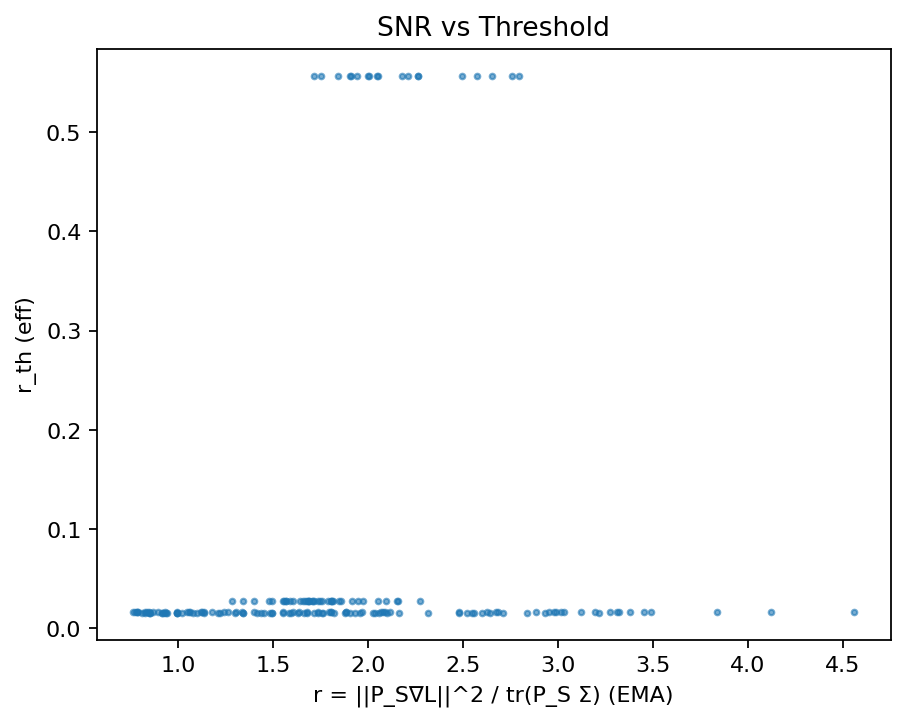 SNR vs Threshold
r_th (eff)
0.5
0.4
0.3
0.2
0.1
0.0
1.0 1.5 2.0 2.5 3.0 3.5 4.0 4.5
r = ||P_S∇L||^2 / tr(P_S Σ) (EMA)